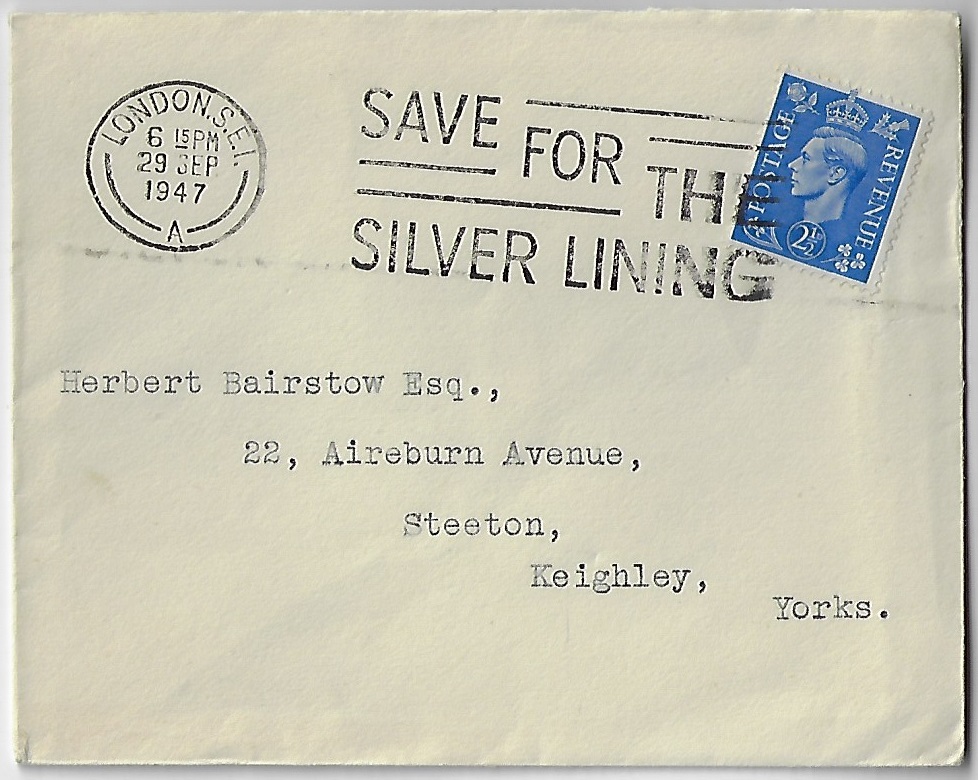 LONDON.S.E.1.
6 15PM
29 SEP
1947
A
SAVE
FOR
THE
SILVER LINING
POSTAGE
REVENUE
2½
Herbert Bairstow Esq.,
22, Aireburn Avenue,
Steeton,
Keighley,
Yorks.